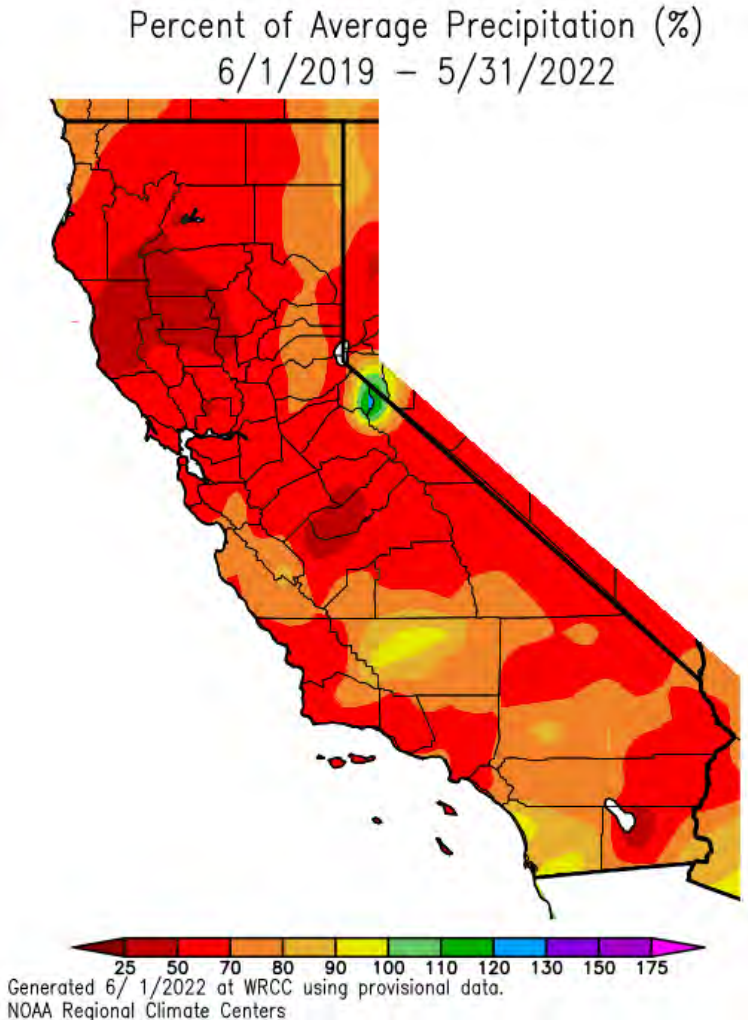 Percent of Average Precipitation (%)
6/1/2019 – 5/31/2022
25 50 70 80 90 100 110 120 130 150 175
Generated 6/ 1/2022 at WRCC using provisional data.
NOAA Regional Climate Centers